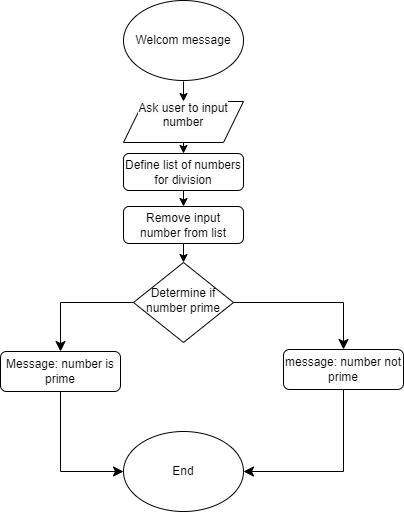 Welcom message
Ask user to input
number
Define list of numbers
for division
Remove input
number from list
Determine if
number prime
Message: number is
prime
message: number not
prime
End